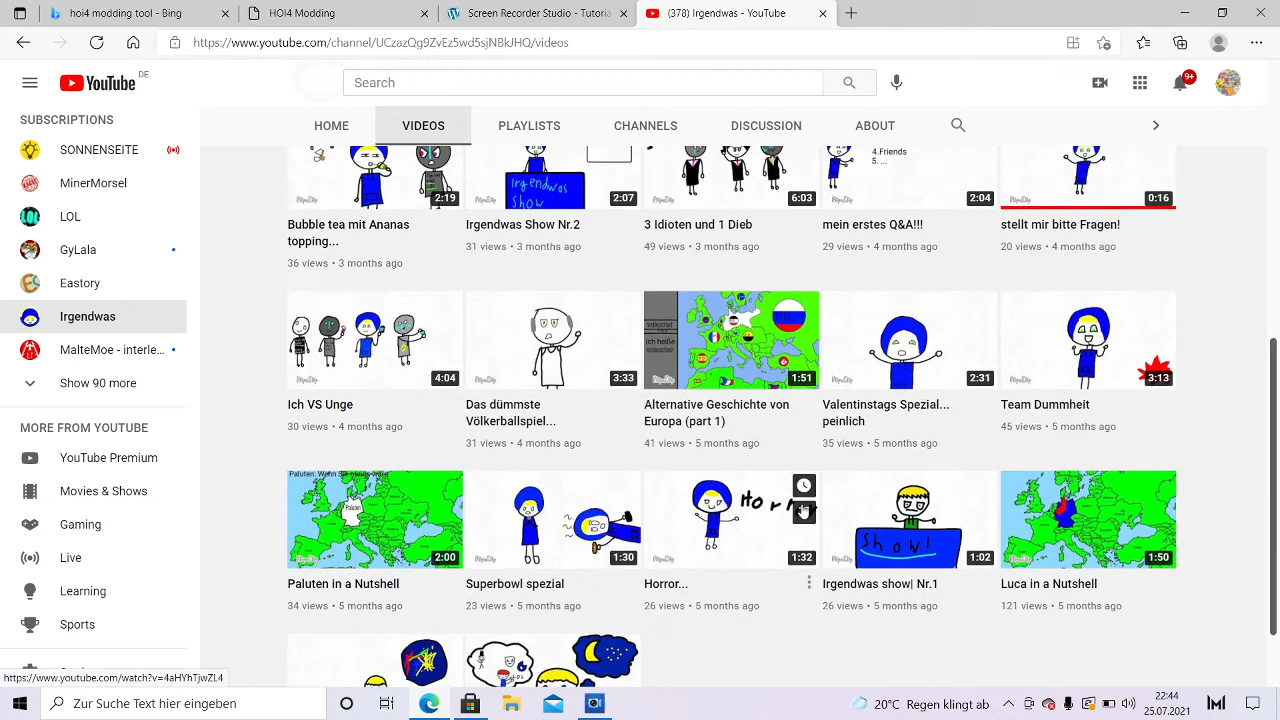 HOI4 Modding - Bing
HOI4 Modding
Wiederherstellen Studio - Tutoria
(378) Irgendwas - YouTube
https://www.youtube.com/channel/UCzazQg9ZvEz5wd5sjNBkJHQ/videos
YouTube DE
Search
9+
SUBSCRIPTIONS
SONNENSEITE
MinerMorsel
LOL
GyLala
Eastory
Irgendwas
MalteMoe - interle...
Show 90 more
MORE FROM YOUTUBE
YouTube Premium
Movies & Shows
Gaming
Live
Learning
Sports
HOME
VIDEOS
PLAYLISTS
CHANNELS
DISCUSSION
ABOUT
2:19
Irgendwas
Show
2:07
6:03
4.Friends
5. ...
2:04
0:16
Bubble tea mit Ananas
topping...
36 views • 3 months ago
Irgendwas Show Nr.2
31 views • 3 months ago
3 Idioten und 1 Dieb
49 views • 3 months ago
mein erstes Q&A!!!
29 views • 4 months ago
stellt mir bitte Fragen!
20 views • 4 months ago
4:04
3:33
1:51
2:31
3:13
Ich VS Unge
30 views • 4 months ago
Das dümmste
Völkerballspiel...
31 views • 4 months ago
Alternative Geschichte von
Europa (part 1)
41 views • 5 months ago
Valentinstags Spezial...
peinlich
35 views • 5 months ago
Team Dummheit
45 views • 5 months ago
Paluten
2:00
1:30
Horr
1:32
Show!
1:02
1:50
Paluten in a Nutshell
34 views • 5 months ago
Superbowl spezial
23 views • 5 months ago
Horror...
26 views • 5 months ago
Irgendwas show| Nr.1
26 views • 5 months ago
Luca in a Nutshell
121 views • 5 months ago
https://www.youtube.com/watch?v=4aHYhTjwZL4
Zur Suche Text hier eingeben
20°C Regen klingt ab
22:44
25.07.2021